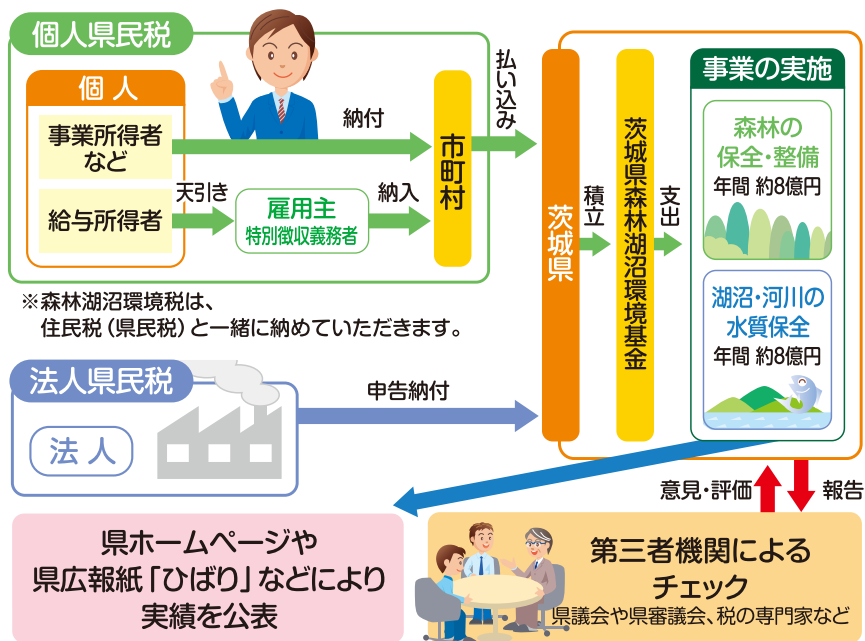 個人県民税
個人
事業所得者
など
納付
給与所得者
天引き
雇用主
特別徴収義務者
納入
市町村
払い込み
※森林湖沼環境税は、
住民税（県民税）と一緒に納めていただきます。
法人県民税
法人
申告納付
茨城県
積立
茨城県森林湖沼環境基金
支出
事業の実施
森林の
保全・整備
年間 約8億円
湖沼・河川の
水質保全
年間 約8億円
意見・評価
報告
県ホームページや
県広報紙「ひばり」などにより
実績を公表
第三者機関による
チェック
県議会や県審議会、税の専門家など